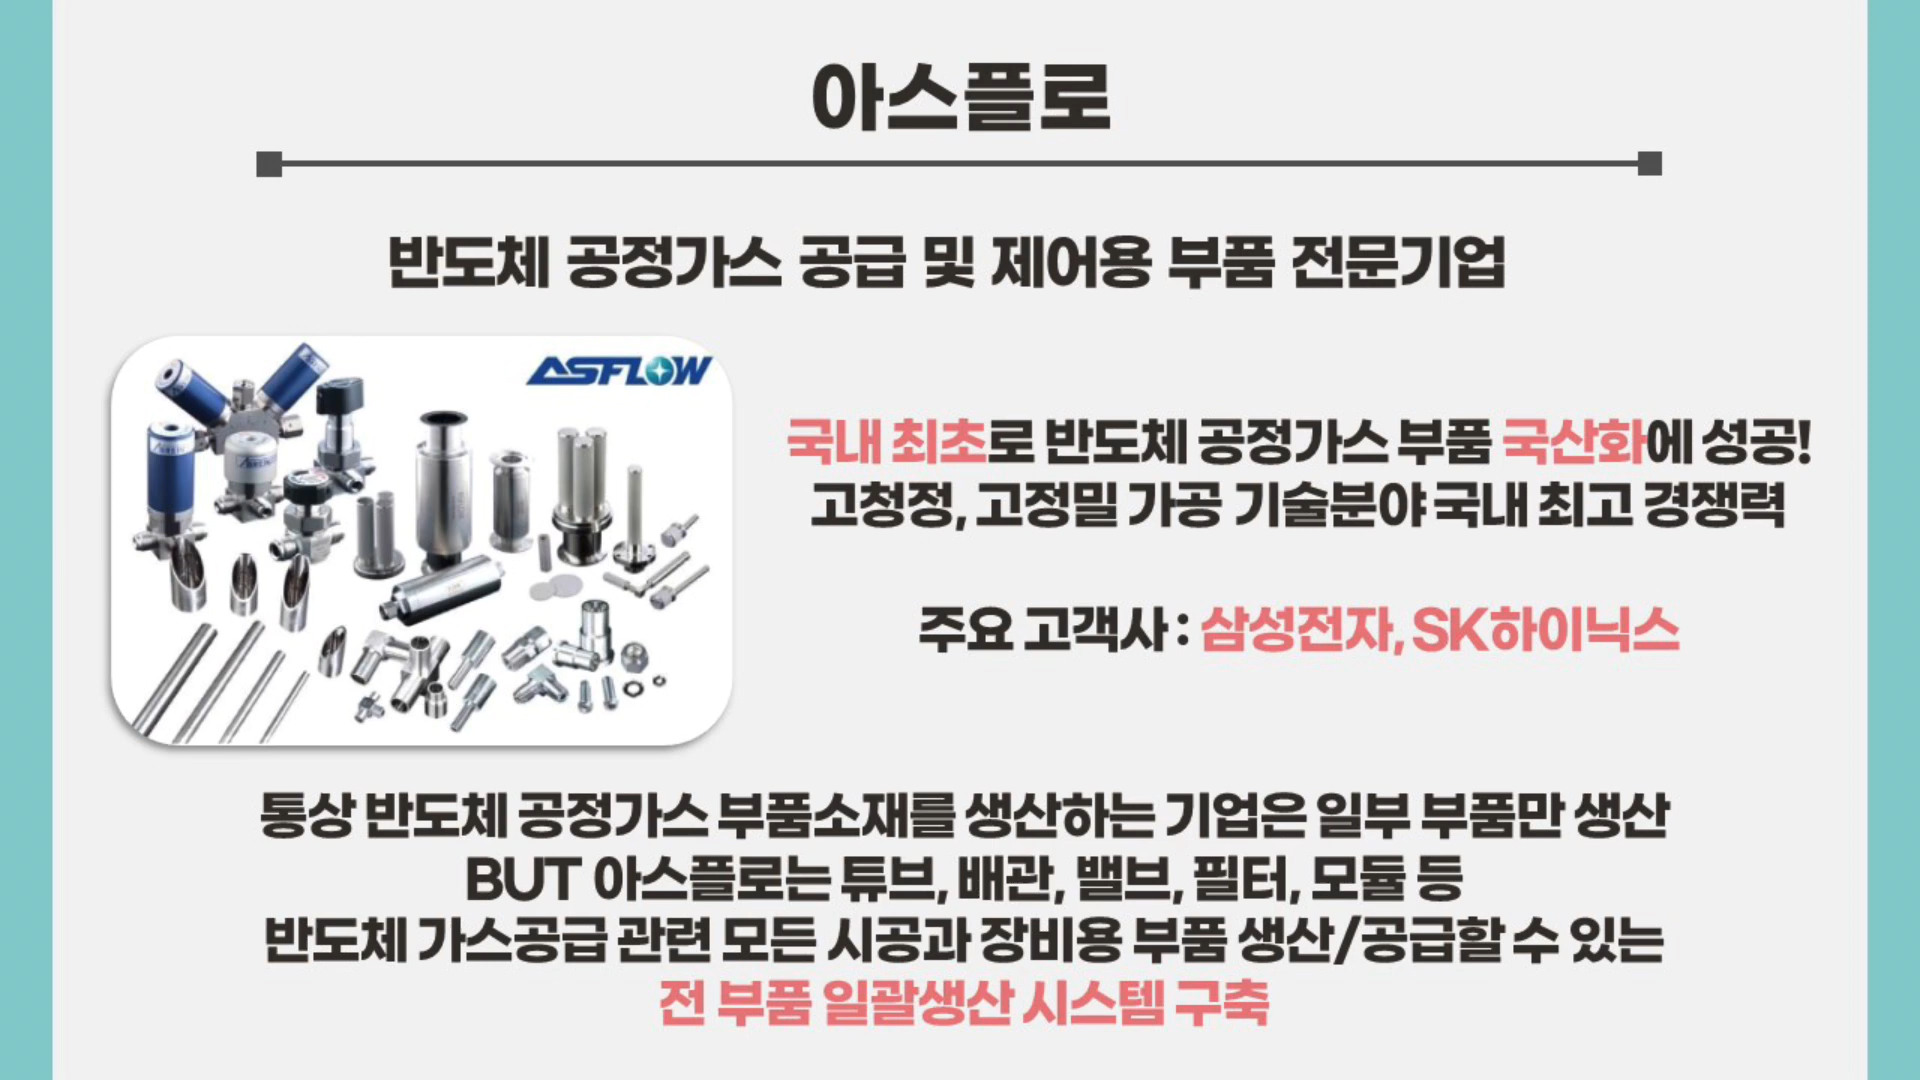 아스플로
반도체 공정가스 공급 및 제어용 부품 전문기업
ASFLOW
국내 최초로 반도체 공정가스 부품 국산화에 성공!
고청정, 고정밀 가공 기술분야 국내 최고 경쟁력
주요 고객사 : 삼성전자, SK하이닉스
통상 반도체 공정가스 부품소재를 생산하는 기업은 일부 부품만 생산
BUT 아스플로는 튜브, 배관, 밸브, 필터, 모듈 등
반도체 가스공급 관련 모든 시공과 장비용 부품 생산/공급할 수 있는
전 부품 일괄생산 시스템 구축